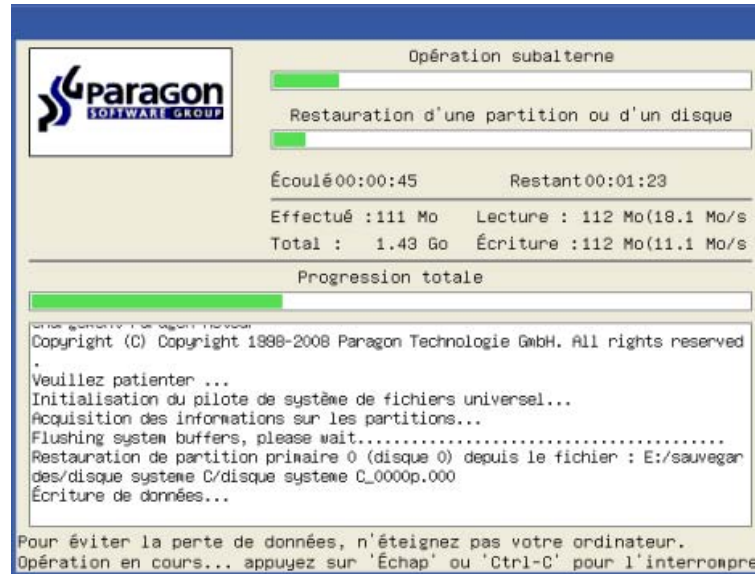 Opération subalterne
Paragon
SOFTWARE GROUP
Restauration d'une partition ou d'un disque
Écoulé00:00:45 Restant00:01:23
Effectué :111 Mo Lecture : 112 Mo(18.1 Mo/s
Total : 1.43 Go Écriture :112 Mo(11.1 Mo/s
Progression totale
Copyright (C) Copyright 1998-2008 Paragon Technologie GmbH. All rights reserved
.
Veuillez patienter ...
Initialisation du pilote de système de fichiers universel...
Acquisition des informations sur les partitions...
Flushing system buffers, please wait...........................................
Restauration de partition primaire 0 (disque 0) depuis le fichier : E:/sauvegar
des/disque systeme C/disque systeme C_0000p.000
Écriture de données...
Pour éviter la perte de données, n'éteignez pas votre ordinateur.
Opération en cours... appuyez sur 'Échap' ou 'Ctrl-C' pour l'interrompre